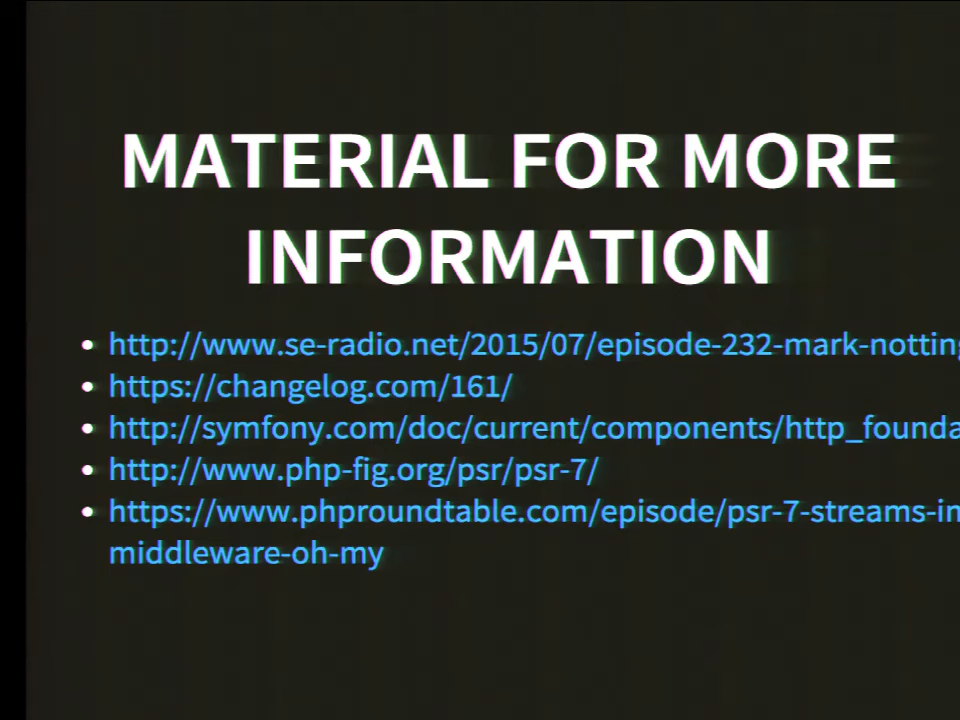 MATERIAL FOR MORE
INFORMATION
• http://www.se-radio.net/2015/07/episode-232-mark-notting
• https://changelog.com/161/
• http://symfony.com/doc/current/components/http_founda
• http://www.php-fig.org/psr/psr-7/
• https://www.phproundtable.com/episode/psr-7-streams-in
middleware-oh-my